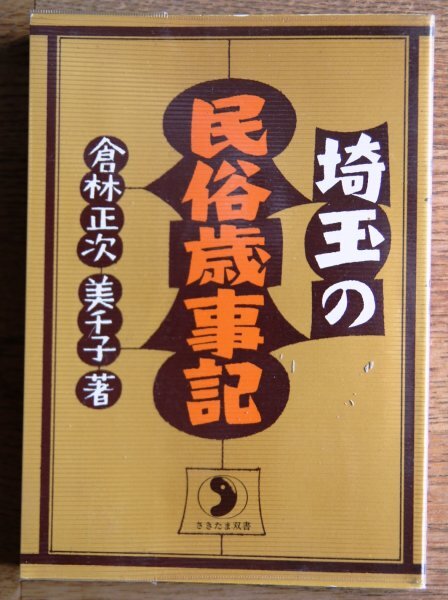 埼玉の
民俗歳事記
倉林正次 美千子 著
さきたま双書